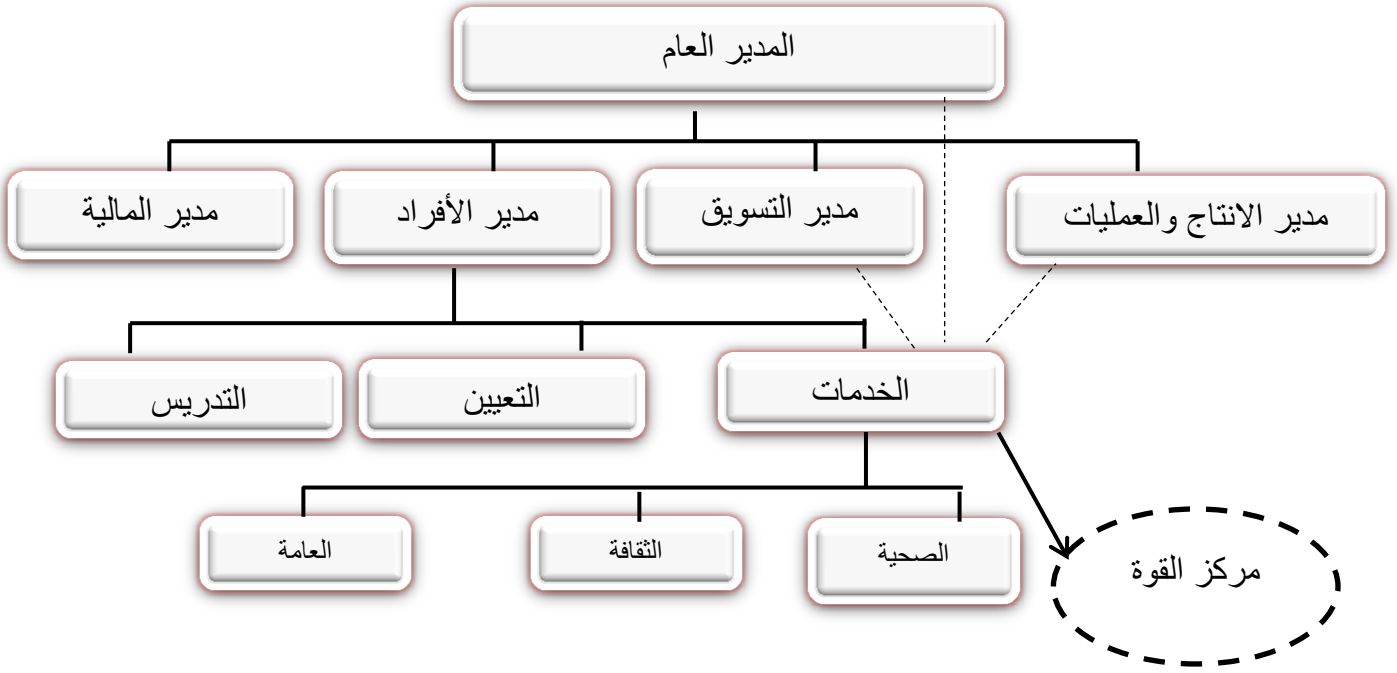 المدير العام
مدير الانتاج والعمليات
مدير التسويق
مدير الأفراد
مدير المالية
الخدمات
التعيين
التدريس
الصحية
الثقافة
العامة
مركز القوة